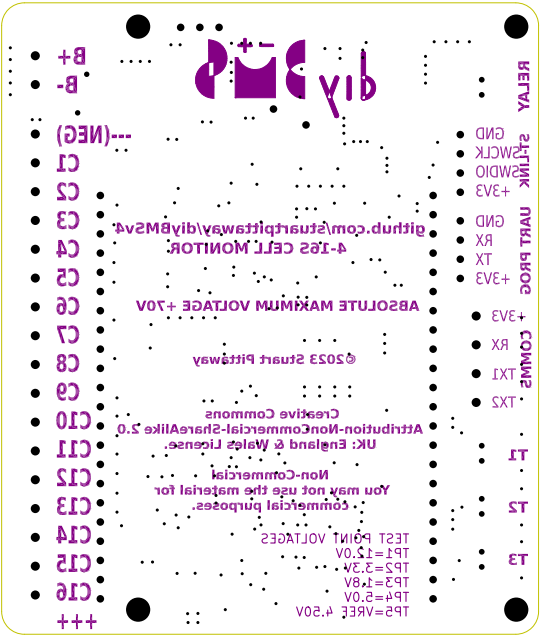 diyBMS
+ -
B+
B-
---(NEG)
C1
C2
C3
C4
C5
C6
C7
C8
C9
C10
C11
C12
C13
C14
C15
C16
+++
github.com/stuartpittaway/diyBMSv4
4-16S CELL MONITOR
ABSOLUTE MAXIMUM VOLTAGE +70V
©2023 Stuart Pittaway
Creative Commons
Attribution-NonCommercial-ShareAlike 2.0
UK: England & Wales License.
Non-Commercial
You may not use the material for
commercial purposes.
TEST POINT VOLTAGES
TP1=12.0V
TP2=3.3V
TP3=1.8V
TP4=5.0V
TP5=VREF 4.50V
RELAY
ST-LINK
GND
SWCLK
SWDIO
+3V3
UART PROG
GND
RX
TX
+3V3
COMMS
+3V3
RX
TX1
TX2
T1
T2
T3